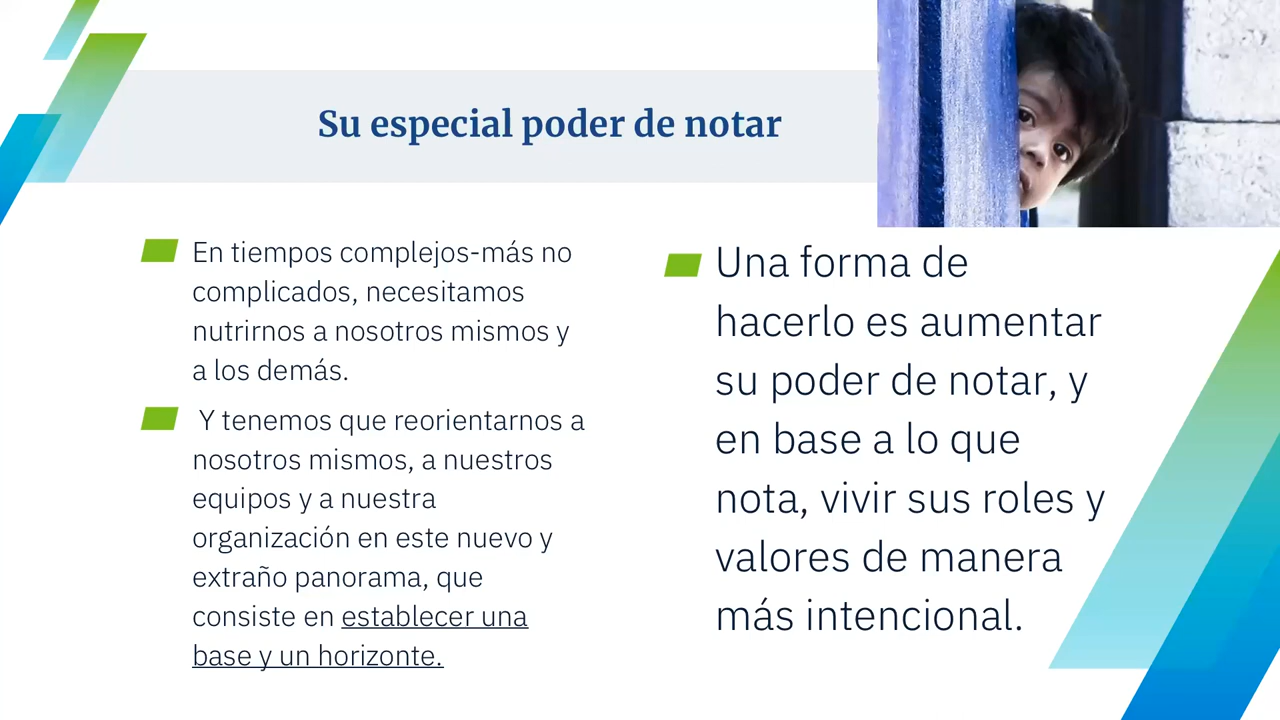 Su especial poder de notar
En tiempos complejos-más no
complicados, necesitamos
nutrirnos a nosotros mismos y
a los demás.
Y tenemos que reorientarnos a
nosotros mismos, a nuestros
equipos y a nuestra
organización en este nuevo y
extraño panorama, que
consiste en establecer una
base y un horizonte.
Una forma de
hacerlo es aumentar
su poder de notar, y
en base a lo que
nota, vivir sus roles y
valores de manera
más intencional.